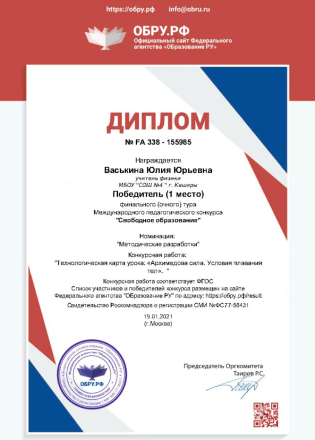 https://обру.рф info@obru.ru
ОБРУ.РФ
Официальный сайт Федерального
агентства «Образование РУ»
ДИПЛОМ
№ FA 338 - 155985
Награждается
Васькина Юлия Юрьевна
учитель физики
МБОУ "СОШ №4 " г. Каширы
Победитель (1 место)
финального (очного) тура
Международного педагогического конкурса
"Свободное образование"
Номинация:
"Методические разработки"
Конкурсная работа:
"Технологическая карта урока: «Архимедова сила. Условия плавания
тел». "
Конкурсная работа соответствует ФГОС
Список участников и победителей конкурса размещен на сайте
Федерального агентства "Образование РУ" по адресу: https://обру.рф/result
Свидетельство Роскомнадзора о регистрации СМИ №ФС77-56431
19.01.2021
(г.Москва)
Председатель Оргкомитета
Таиров Р.С.
ОБРУ.РФ